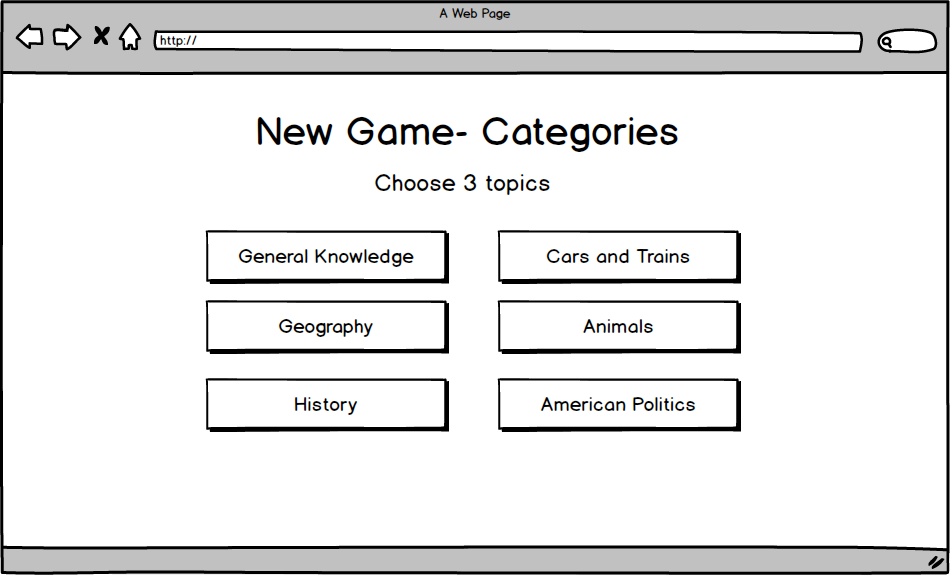 A Web Page
http://
New Game- Categories
Choose 3 topics
General Knowledge
Cars and Trains
Geography
Animals
History
American Politics